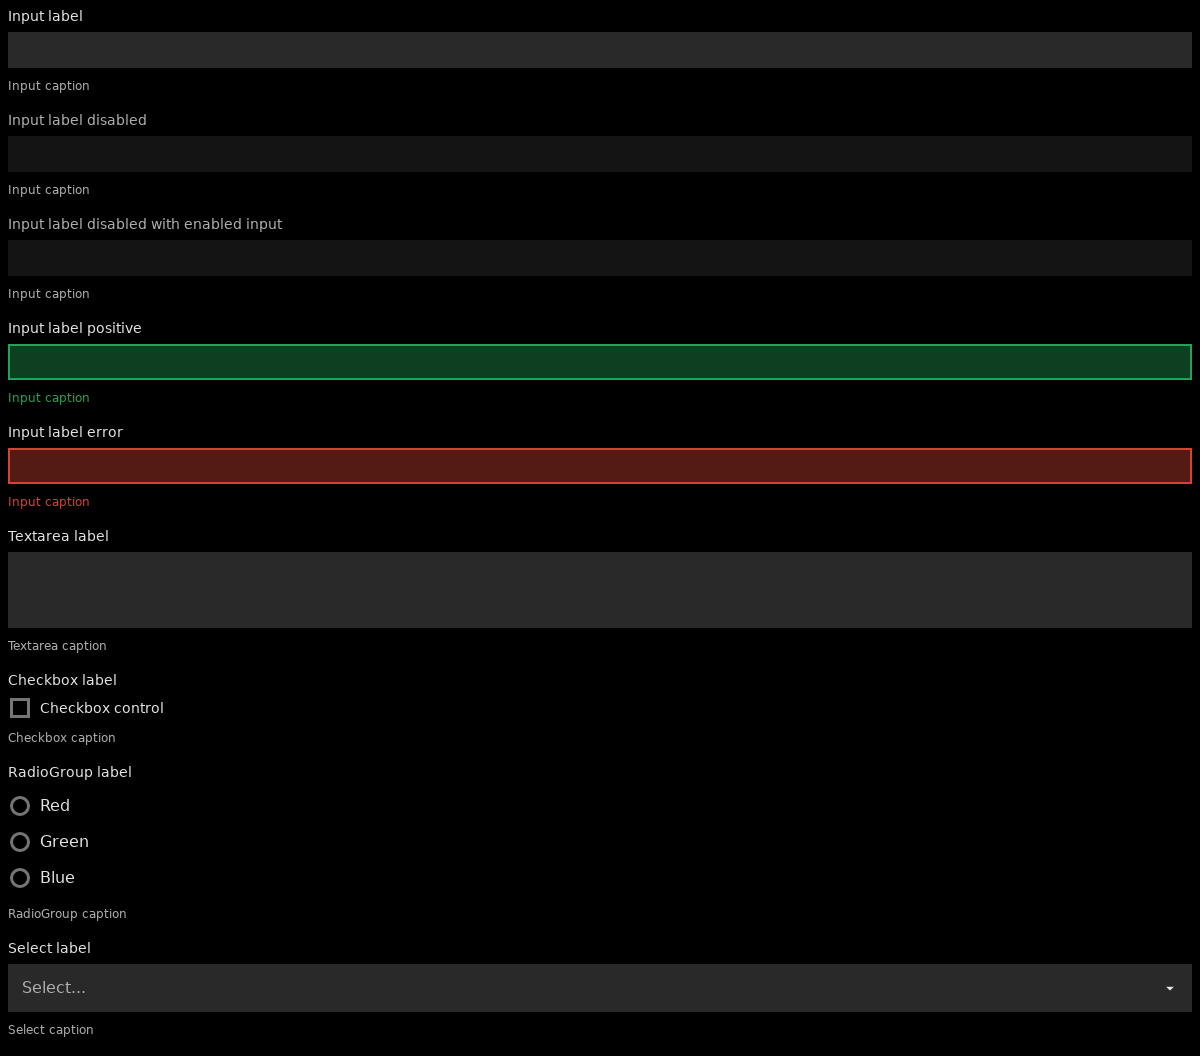 Input label
Input caption
Input label disabled
Input caption
Input label disabled with enabled input
Input caption
Input label positive
Input caption
Input label error
Input caption
Textarea label
Textarea caption
Checkbox label
Checkbox control
Checkbox caption
RadioGroup label
Red
Green
Blue
RadioGroup caption
Select label
Select...
Select caption